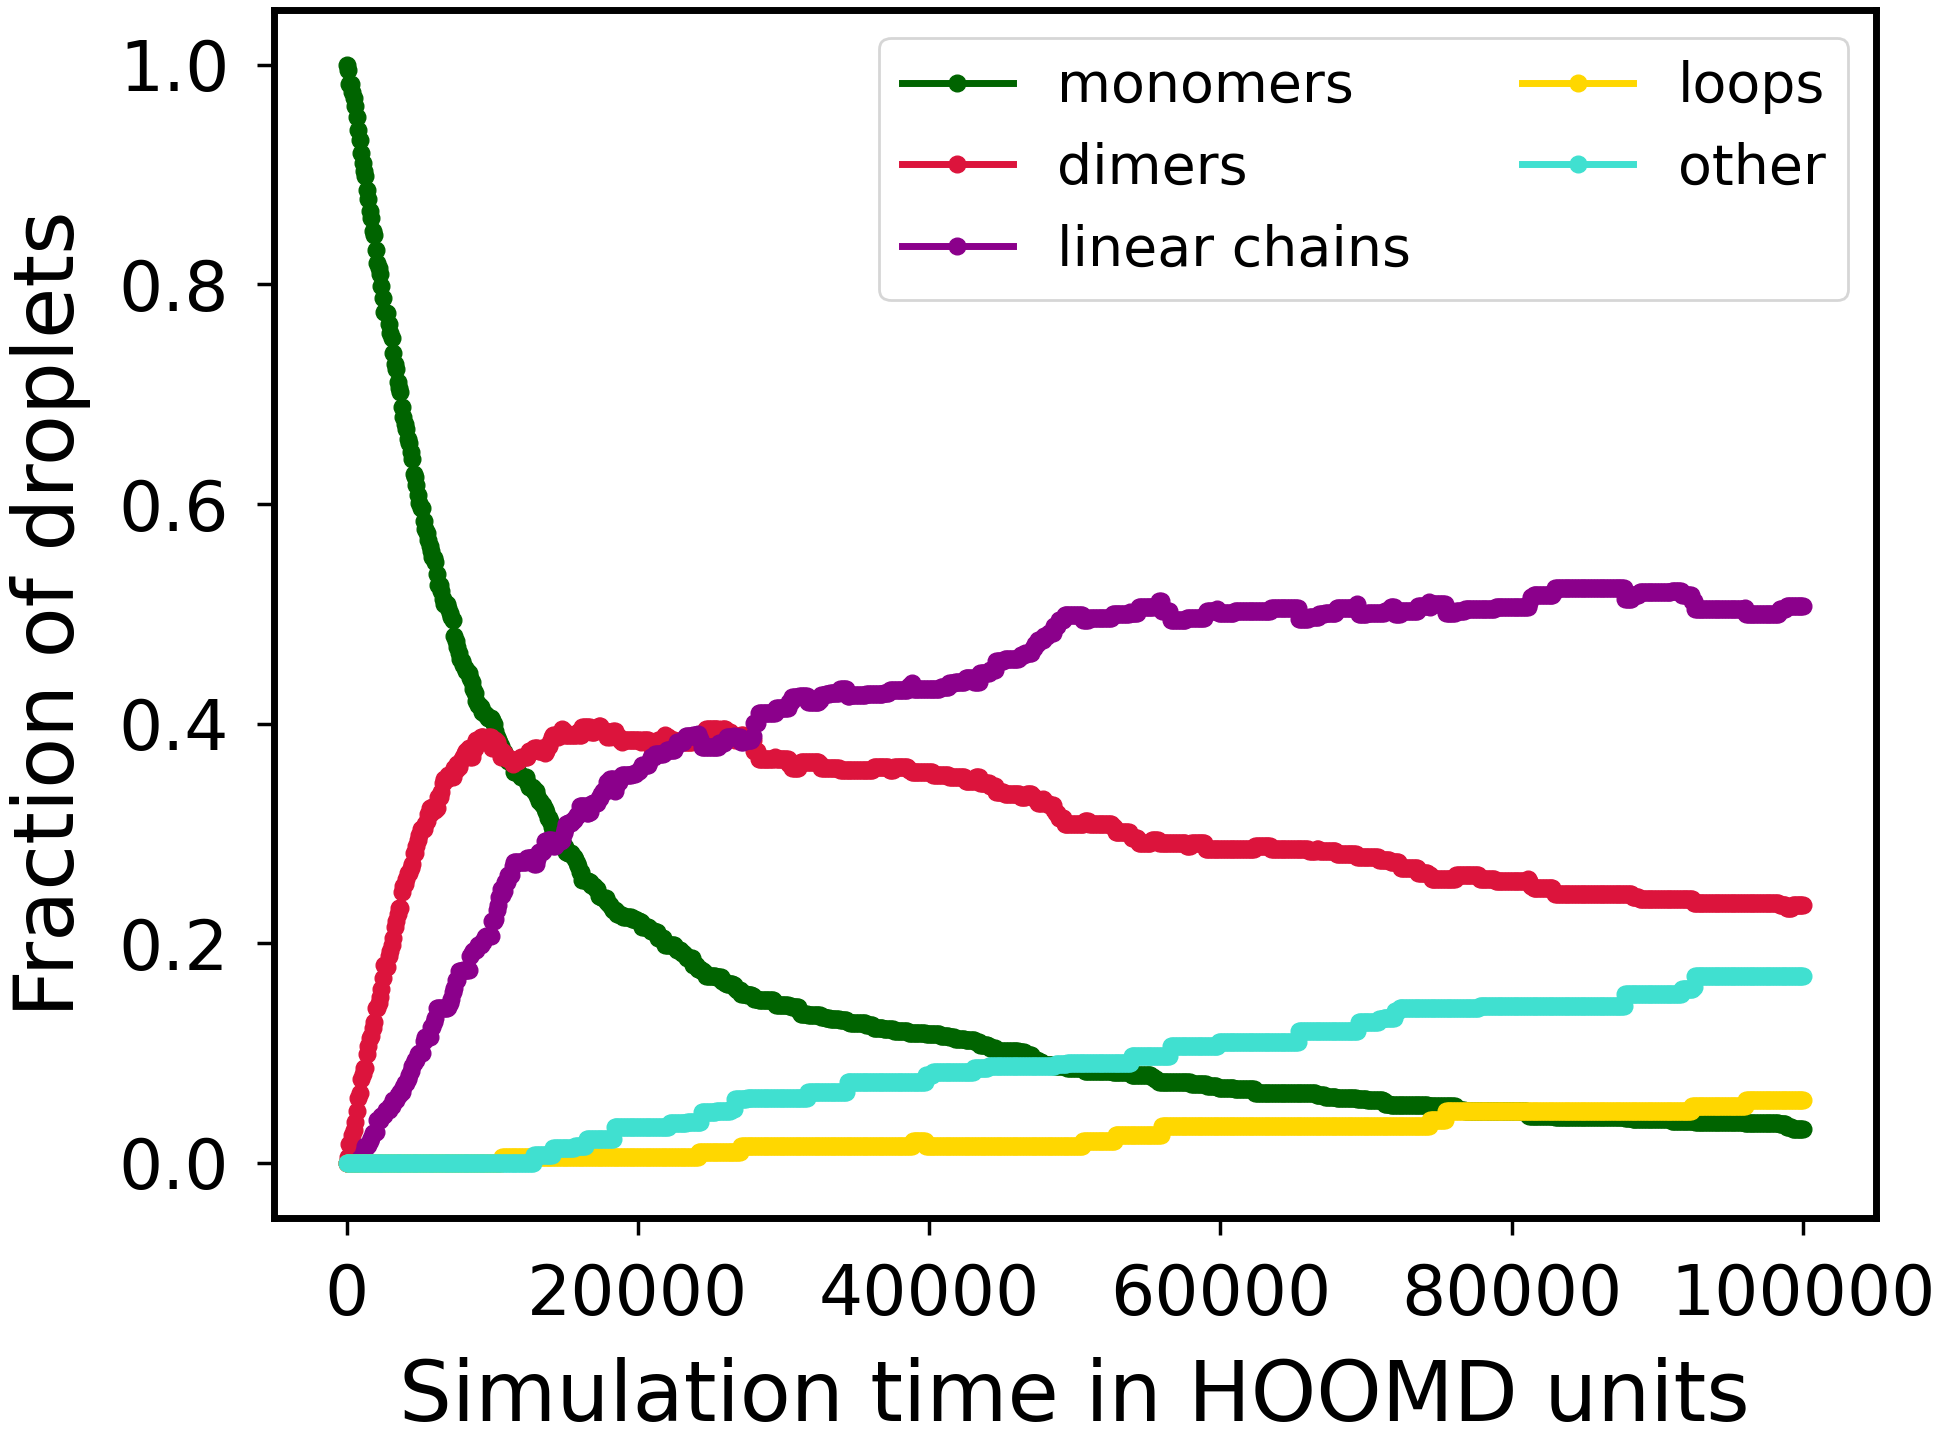 Fraction of droplets
1.0
0.8
0.6
0.4
0.2
0.0
monomers
dimers
linear chains
loops
other
0 20000 40000 60000 80000 100000
Simulation time in HOOMD units